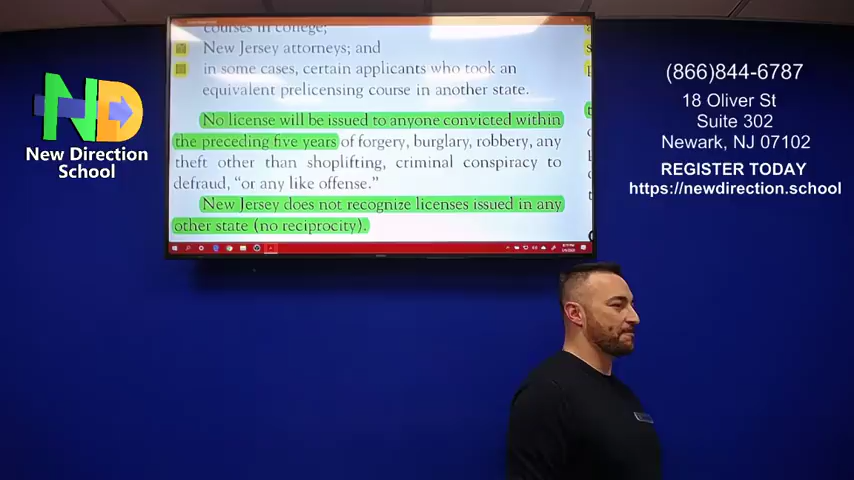 courses in college;
New Jersey attorneys; and
in some cases, certain applicants who took an
equivalent prelicensing course in another state.
No license will be issued to anyone convicted within
the preceding five years of forgery, burglary, robbery, any
theft other than shoplifting, criminal conspiracy to
defraud, “or any like offense.”
New Jersey does not recognize licenses issued in any
other state (no reciprocity).
ND
New Direction
School
(866)844-6787
18 Oliver St
Suite 302
Newark, NJ 07102
REGISTER TODAY
https://newdirection.school